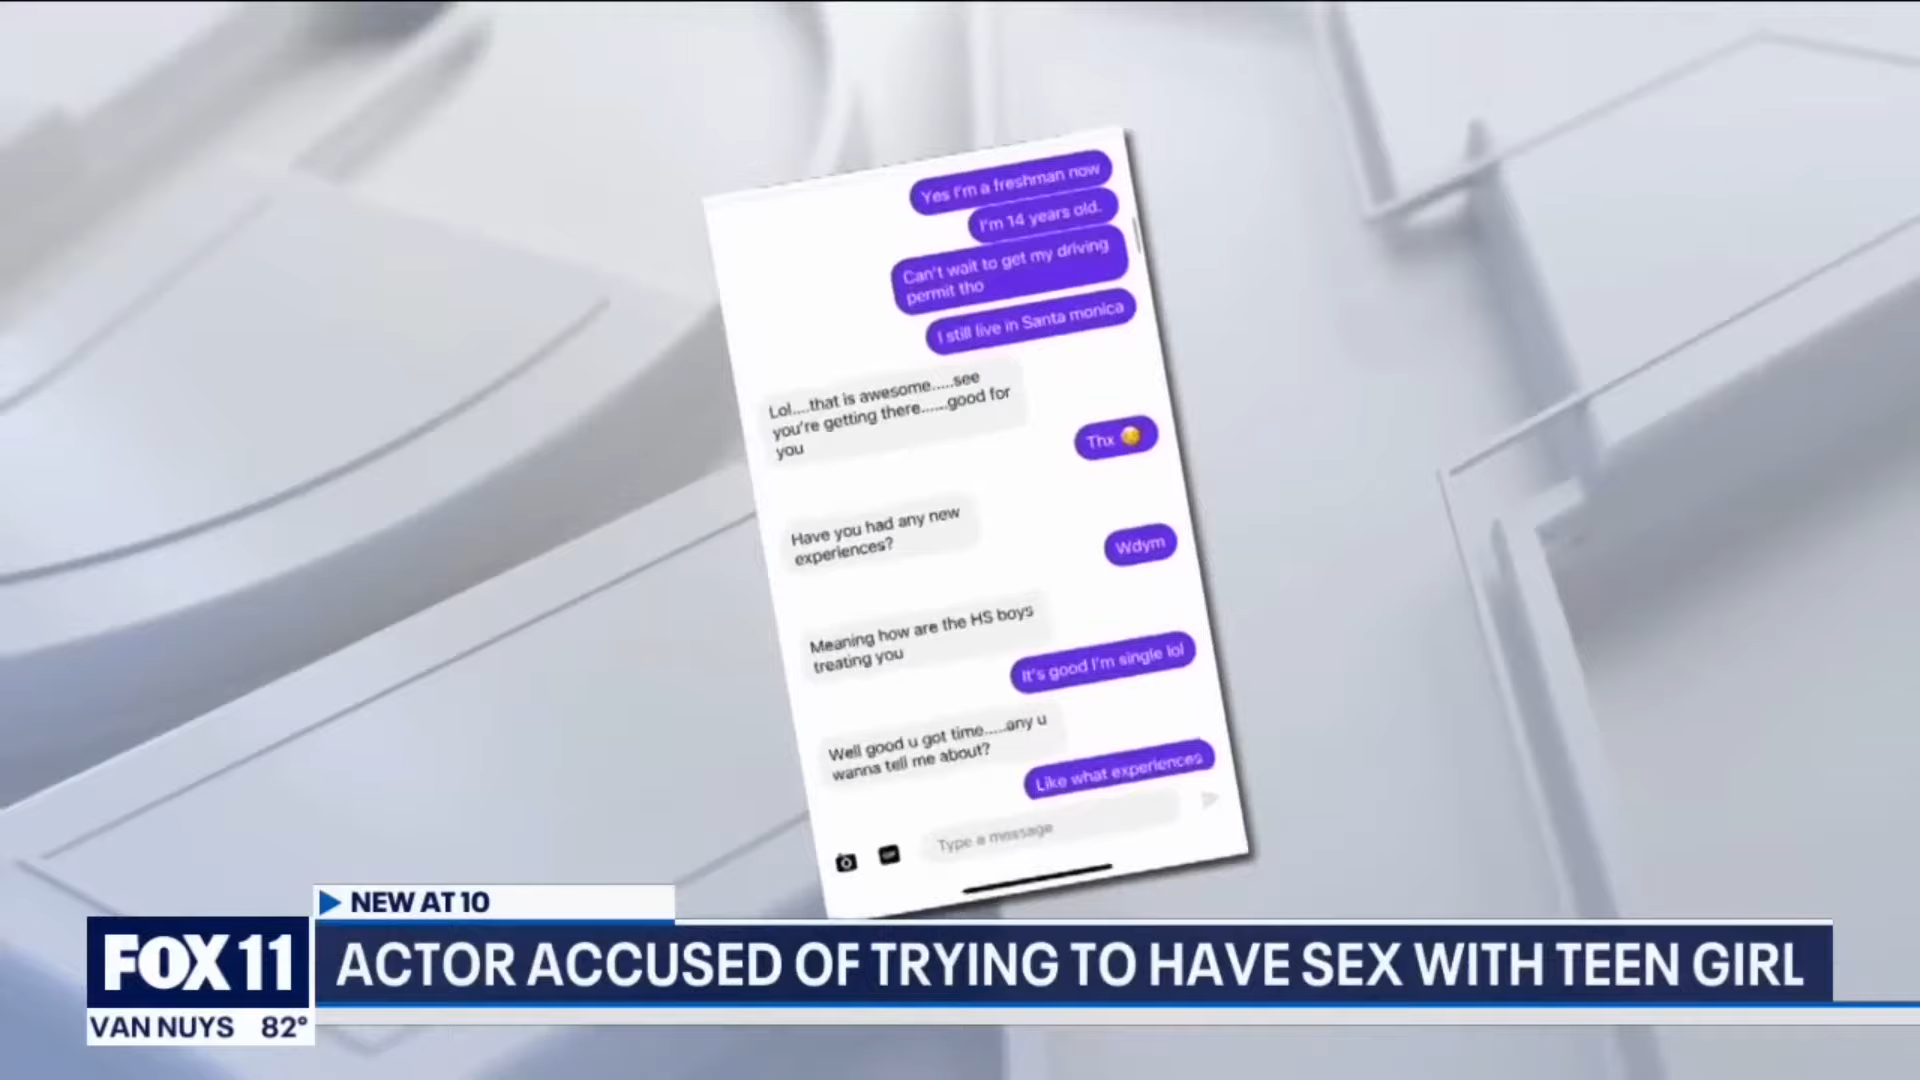 Yes I'm a freshman now
I'm 14 years old.
Can't wait to get my driving
permit tho
I still live in Santa monica
Lol....that is awesome.....see
you're getting there......good for
you
Thx
Have you had any new
experiences?
Wdym
Meaning how are the HS boys
treating you
It's good I'm single lol
Well good u got time.....any u
wanna tell me about?
Like what experiences
Type a message
NEW AT 10
FOX 11
ACTOR ACCUSED OF TRYING TO HAVE SEX WITH TEEN GIRL
VAN NUYS 82°